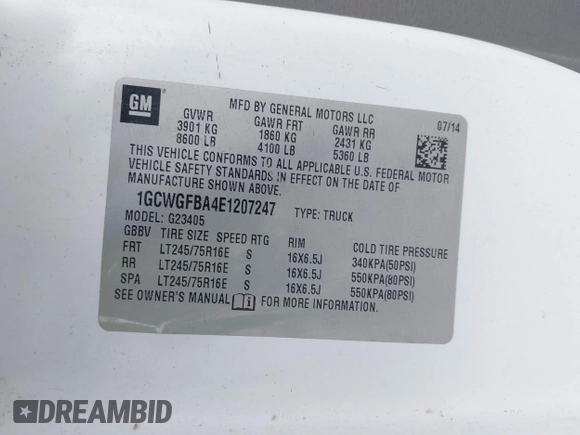 GM
MFD BY GENERAL MOTORS LLC
07/14
GVWR GAWR FRT GAWR RR
3901 KG 1860 KG 2431 KG
8600 LB 4100 LB 5360 LB
THIS VEHICLE CONFORMS TO ALL APPLICABLE U.S. FEDERAL MOTOR
VEHICLE SAFETY STANDARDS IN EFFECT ON THE DATE OF
MANUFACTURE SHOWN ABOVE.
1GCWGFBA4E1207247 TYPE: TRUCK
MODEL: G23405
GBBV TIRE SIZE SPEED RTG RIM COLD TIRE PRESSURE
FRT LT245/75R16E S 16X6.5J 340KPA(50PSI)
RR LT245/75R16E S 16X6.5J 550KPA(80PSI)
SPA LT245/75R16E S 16X6.5J 550KPA(80PSI)
SEE OWNER'S MANUAL FOR MORE INFORMATION.
DREAMBID